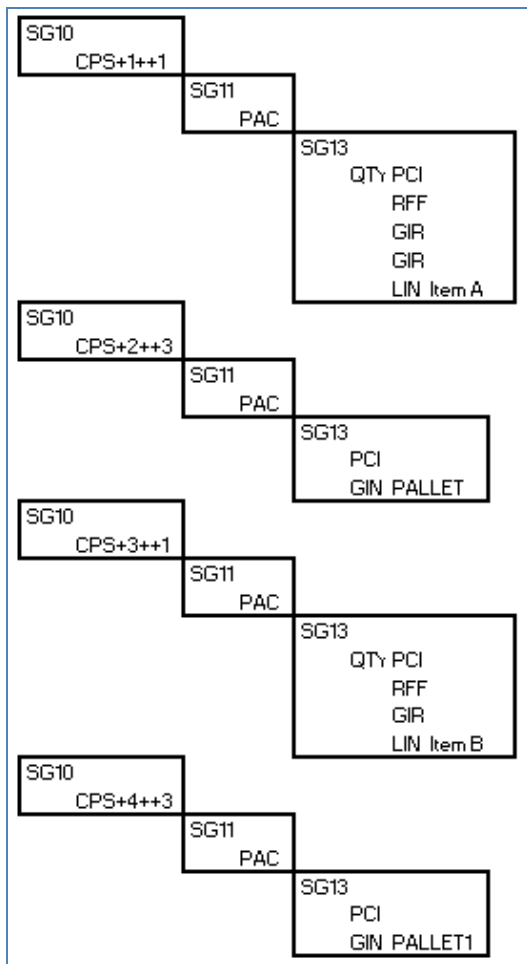 SG10
CPS+1++1
SG11
PAC
SG13
QTY PCI
RFF
GIR
GIR
LIN Item A
SG10
CPS+2++3
SG11
PAC
SG13
PCI
GIN PALLET
SG10
CPS+3++1
SG11
PAC
SG13
QTY PCI
RFF
GIR
LIN Item B
SG10
CPS+4++3
SG11
PAC
SG13
PCI
GIN PALLET1